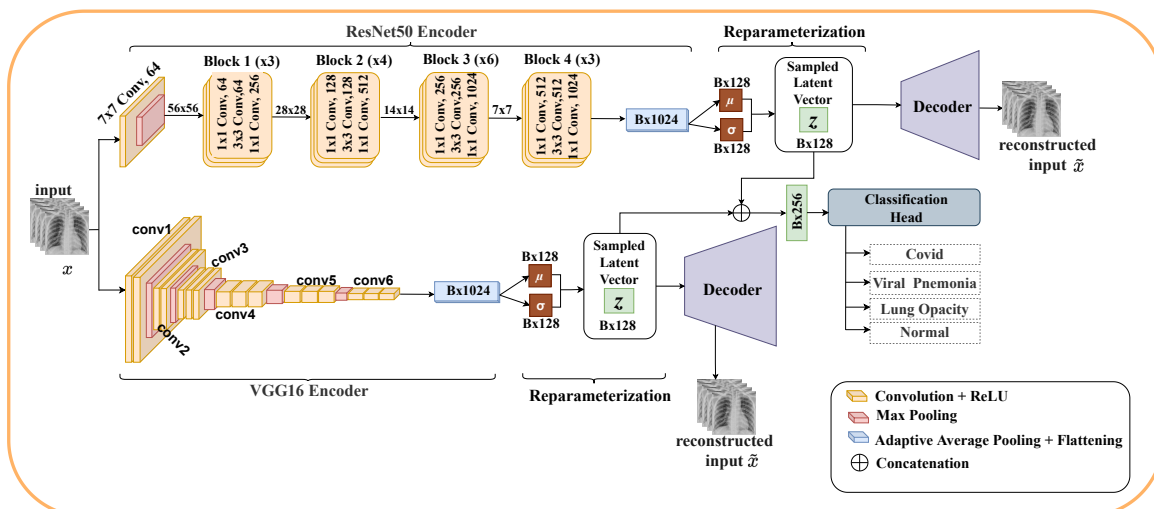 ResNet50 Encoder
Reparameterization
7x7 Conv, 64
56x56
Block 1 (x3)
1x1 Conv, 64
3x3 Conv,64
1x1 Conv, 256
28x28
Block 2 (x4)
1x1 Conv, 128
3x3 Conv,128
1x1 Conv, 512
14x14
Block 3 (x6)
1x1 Conv, 256
3x3 Conv,256
1x1 Conv, 1024
7x7
Block 4 (x3)
1x1 Conv, 512
3x3 Conv,512
1x1 Conv, 1024
Bx1024
Bx128
μ
σ
Bx128
Sampled
Latent
Vector
z
Bx128
Decoder
reconstructed
input x̃
input
x
conv1
conv2
conv3
conv4
conv5
conv6
VGG16 Encoder
Bx1024
Bx128
μ
σ
Bx128
Sampled
Latent
Vector
z
Bx128
Reparameterization
Decoder
reconstructed
input x̃
Bx256
Classification
Head
Covid
Viral Pnemonia
Lung Opacity
Normal
Convolution + ReLU
Max Pooling
Adaptive Average Pooling + Flattening
Concatenation